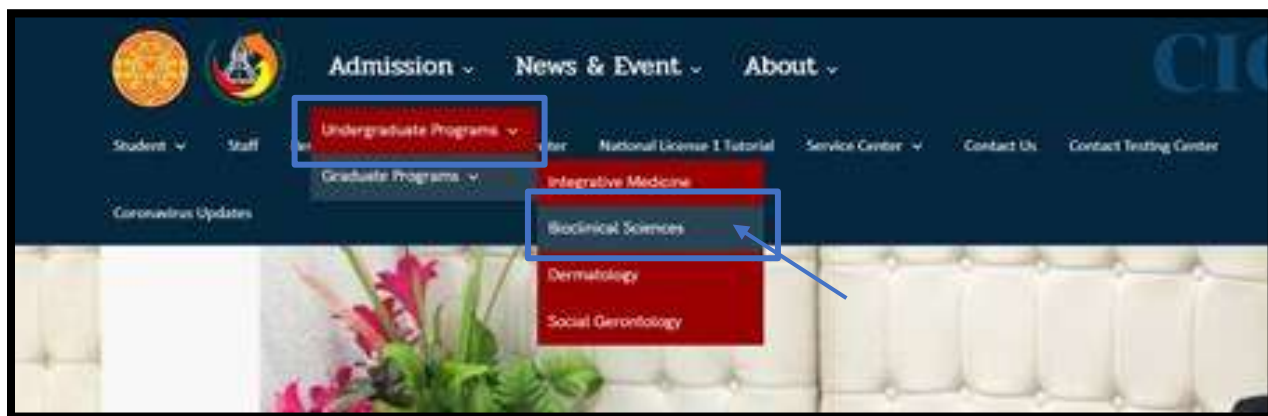 Admission News & Event About
CIC
Undergraduate Programs
Student Staff National License 1 Tutorial Service Center Contact Us Contact Testing Center
Graduate Programs
Integrative Medicine
Coronavirus Updates
Bioclinical Sciences
Dermatology
Social Gerontology